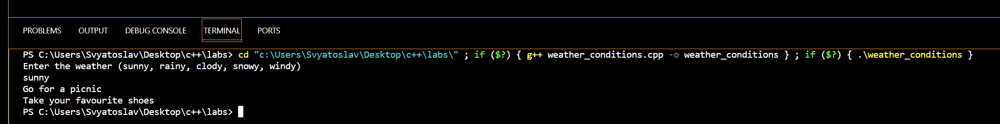 PROBLEMS OUTPUT DEBUG CONSOLE TERMINAL PORTS
PS C:\Users\Svyatoslav\Desktop\c++\labs> cd "c:\Users\Svyatoslav\Desktop\c++\labs\" ; if ($?) { g++ weather_conditions.cpp -o weather_conditions } ; if ($?) { .\weather_conditions }
Enter the weather (sunny, rainy, clody, snowy, windy)
sunny
Go for a picnic
Take your favourite shoes
PS C:\Users\Svyatoslav\Desktop\c++\labs>